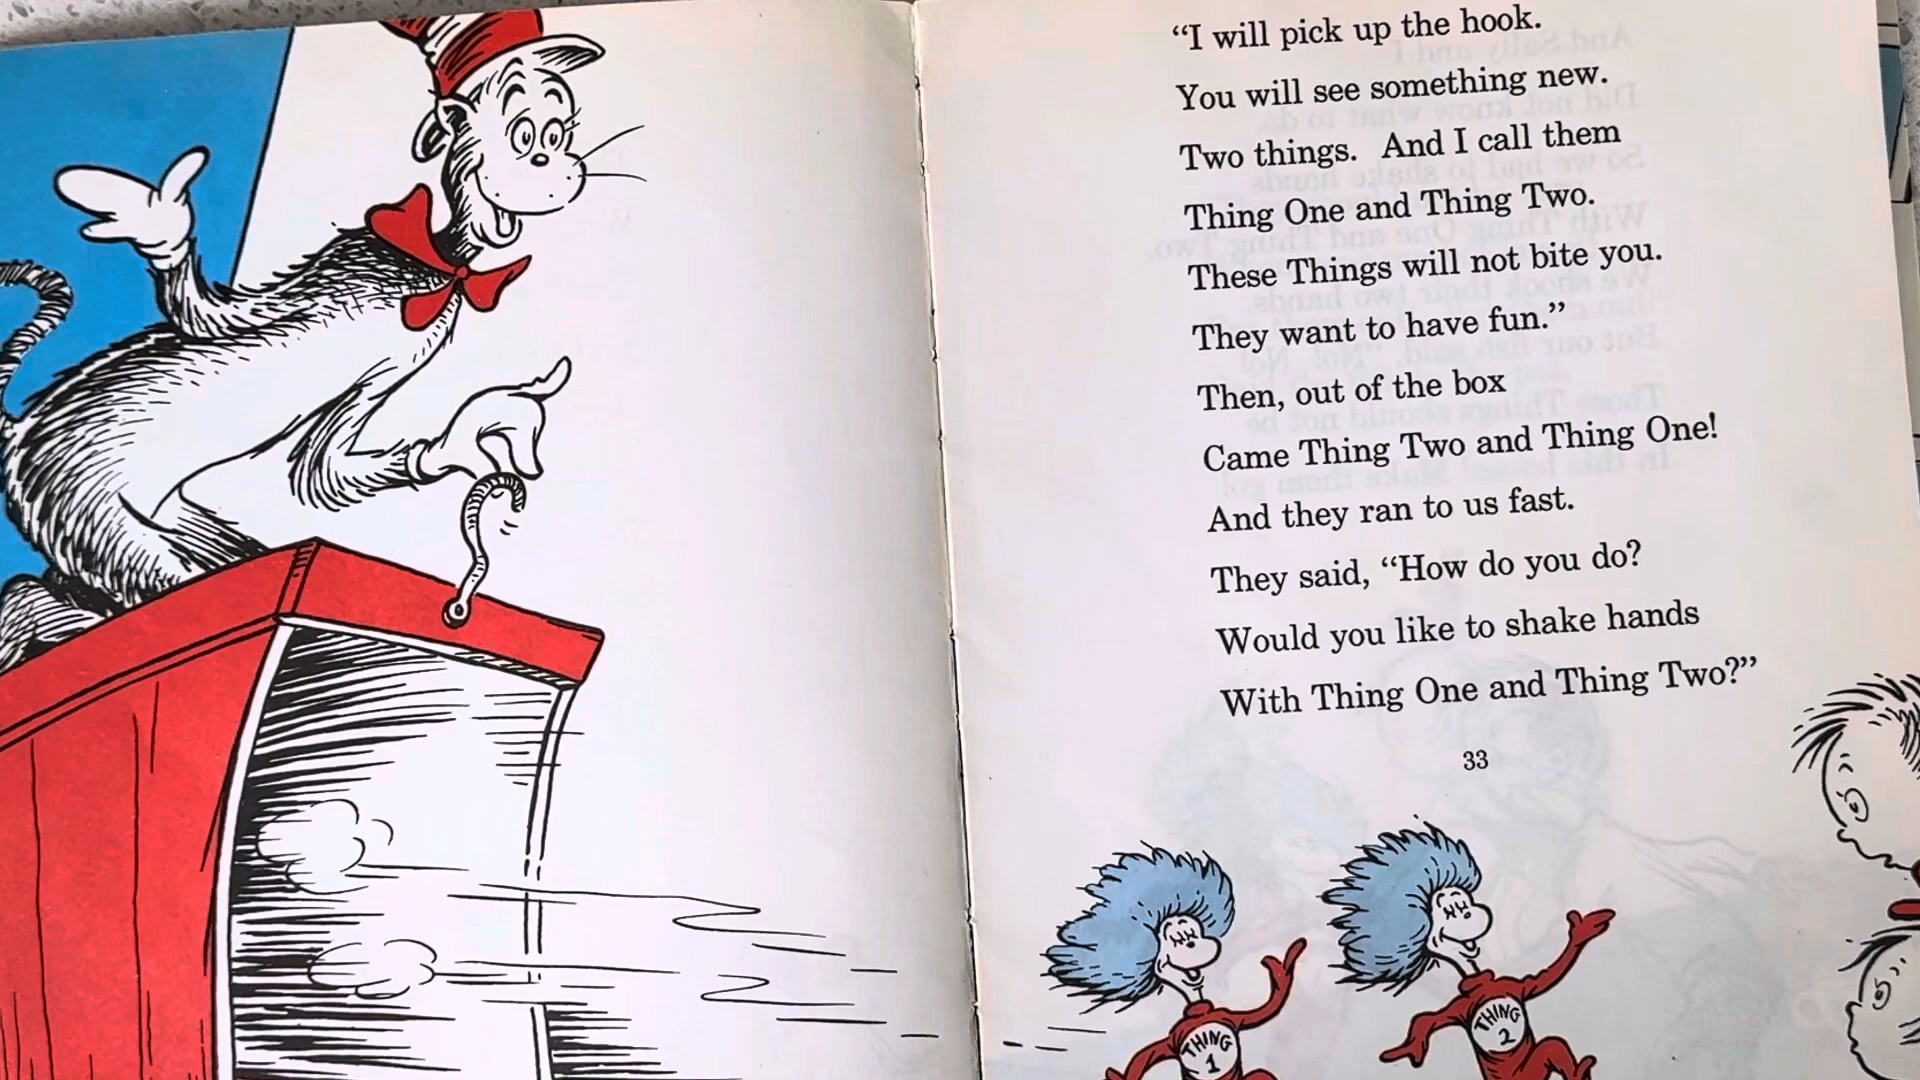 “I will pick up the hook.
You will see something new.
Two things. And I call them
Thing One and Thing Two.
These Things will not bite you.
They want to have fun.”
Then, out of the box
Came Thing Two and Thing One!
And they ran to us fast.
They said, “How do you do?
Would you like to shake hands
With Thing One and Thing Two?”
33
THING
1
THING
2